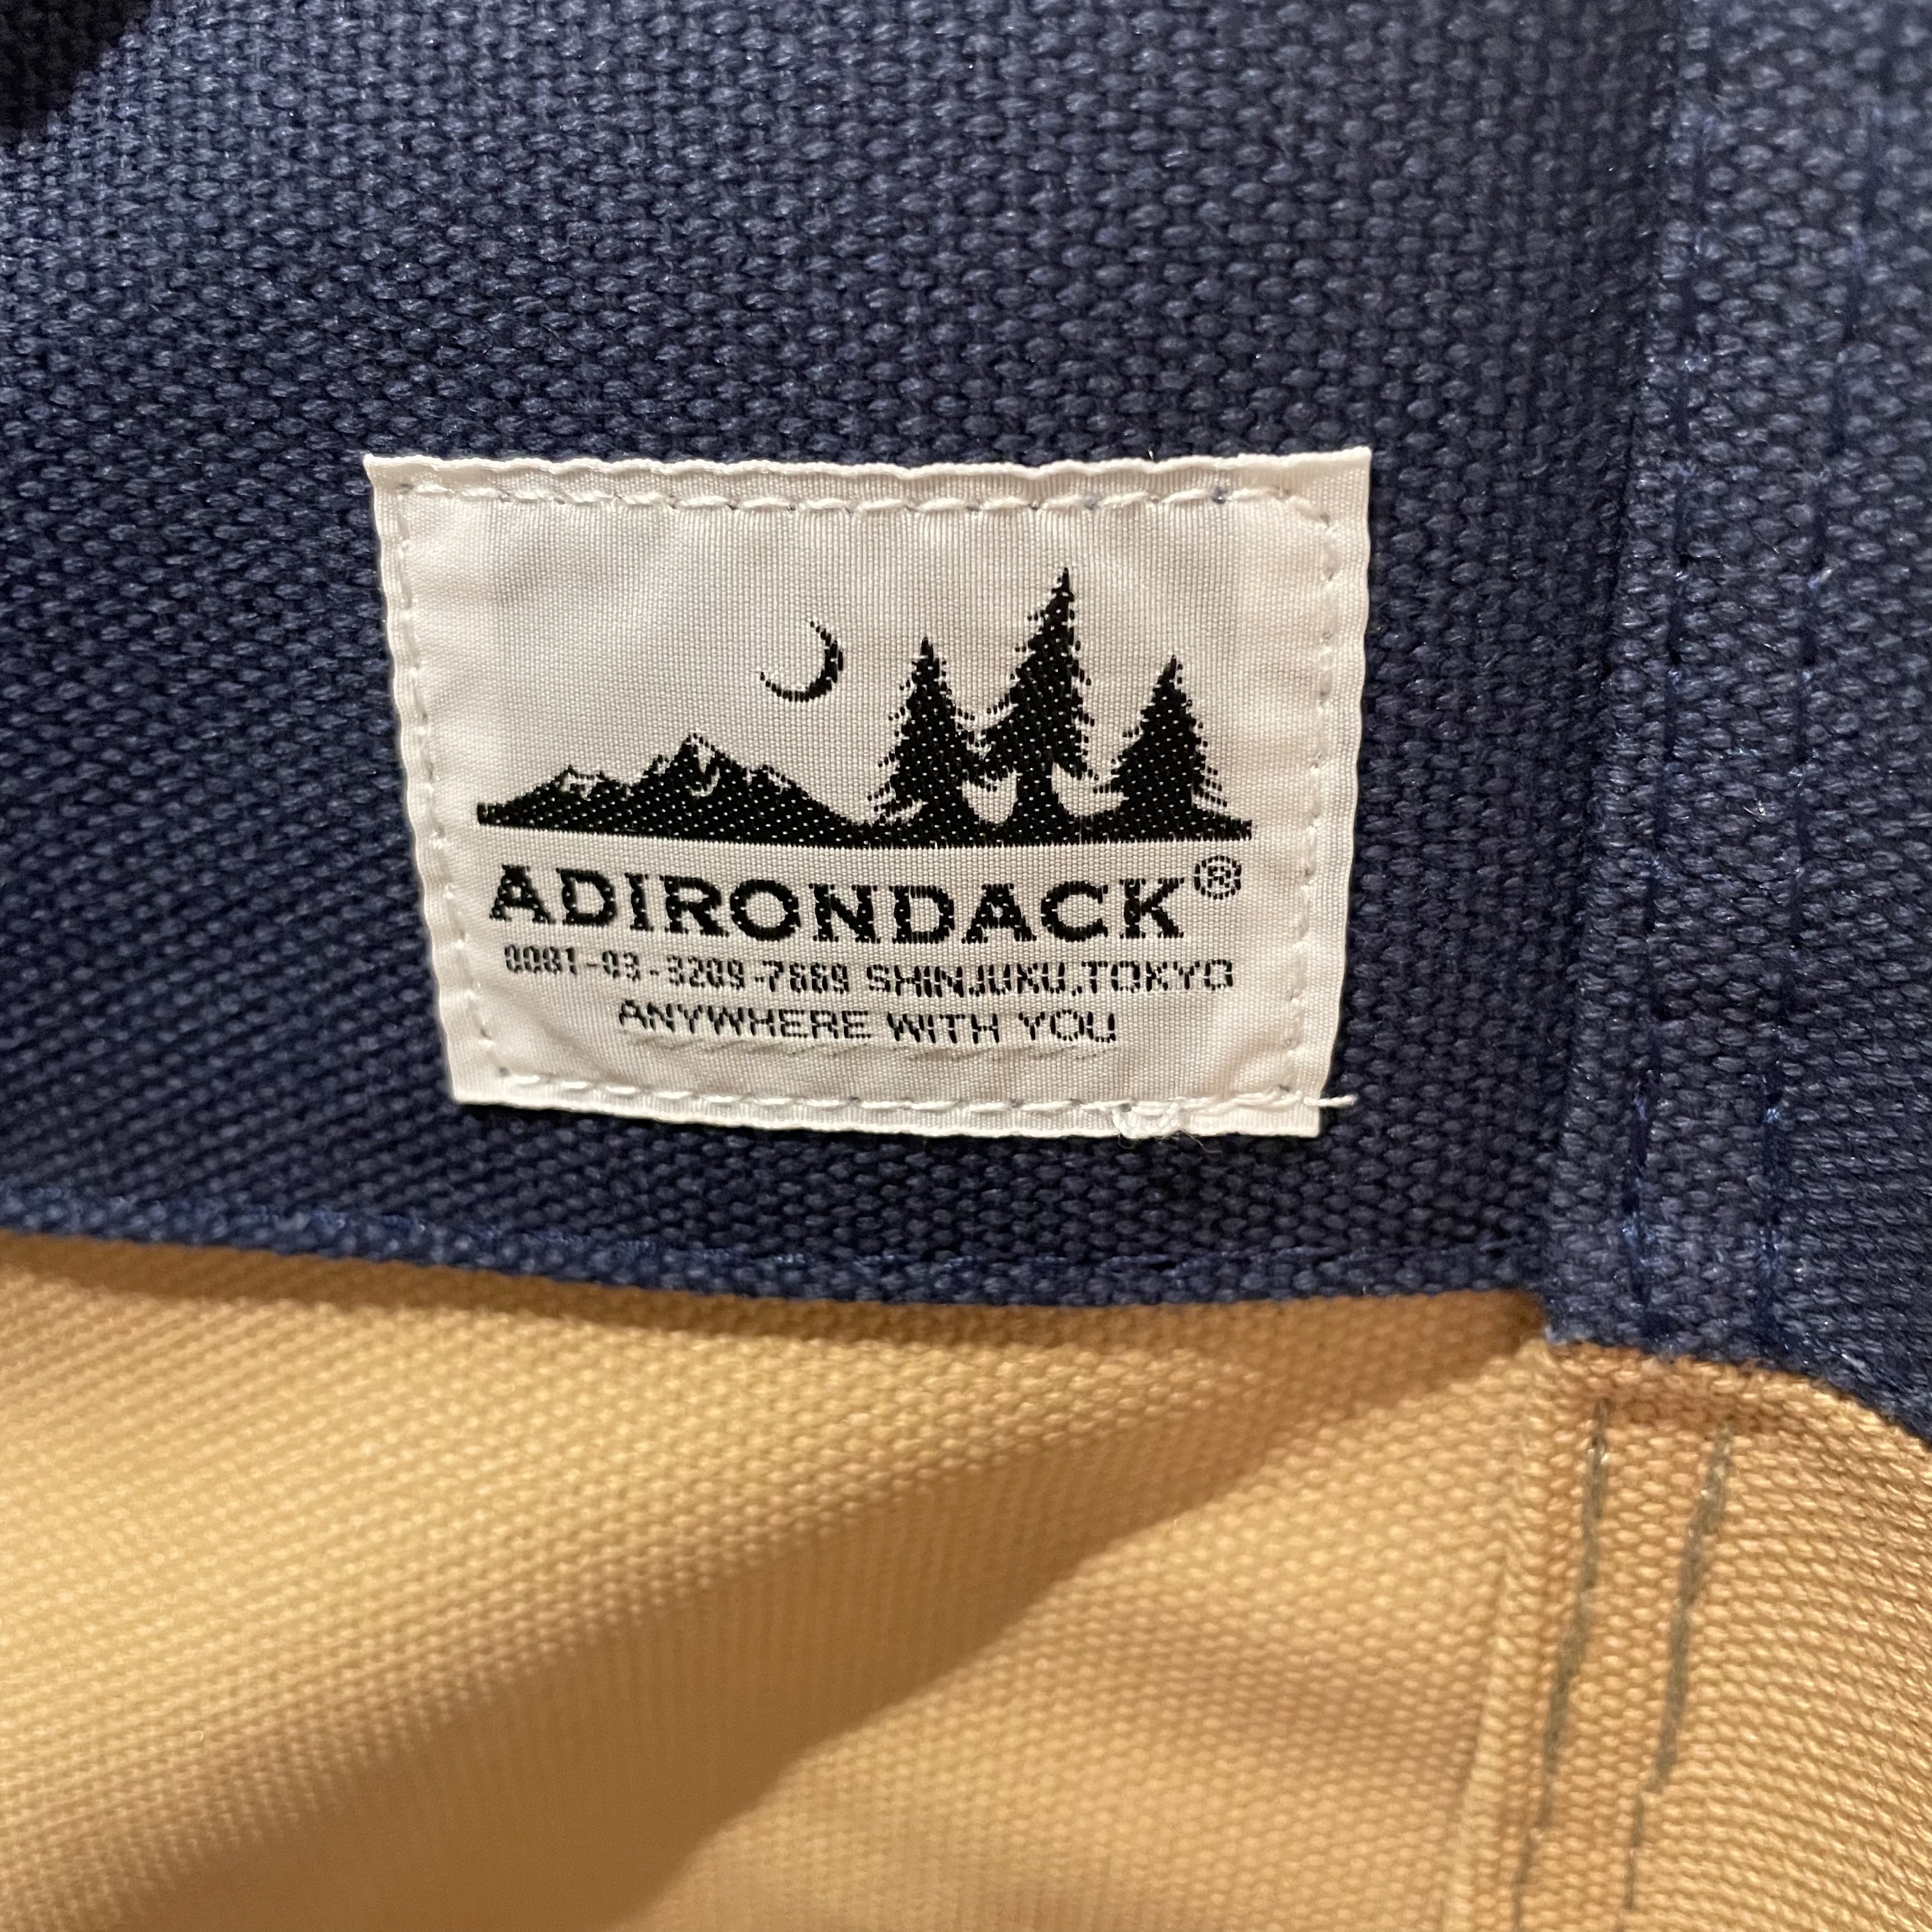 ADIRONDACK®
0081-03-3209-7669 SHINJUKU,TOKYO
ANYWHERE WITH YOU